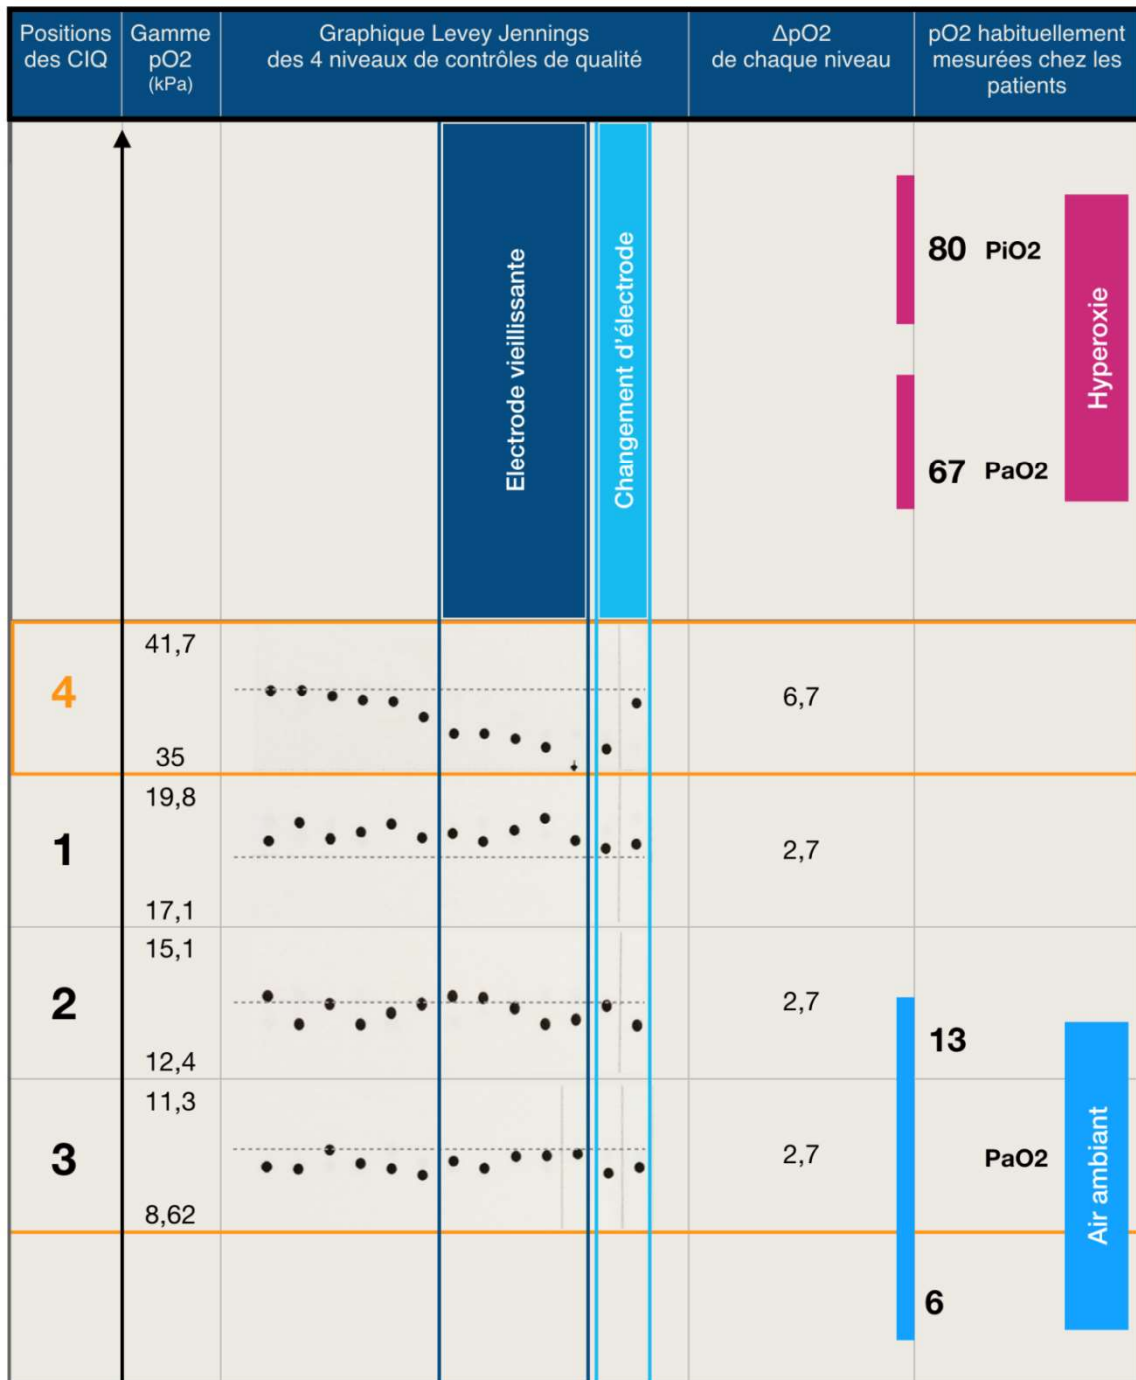 Positions
des CIQ
Gamme
pO2
(kPa)
Graphique Levey Jennings
des 4 niveaux de contrôles de qualité
ΔpO2
de chaque niveau
pO2 habituellement
mesurées chez les
patients
Electrode vieillissante
Changement d'électrode
80 PiO2
67 PaO2
Hyperoxie
4
41,7
35
6,7
1
19,8
17,1
2,7
2
15,1
12,4
2,7
13
3
11,3
8,62
2,7
PaO2
6
Air ambiant